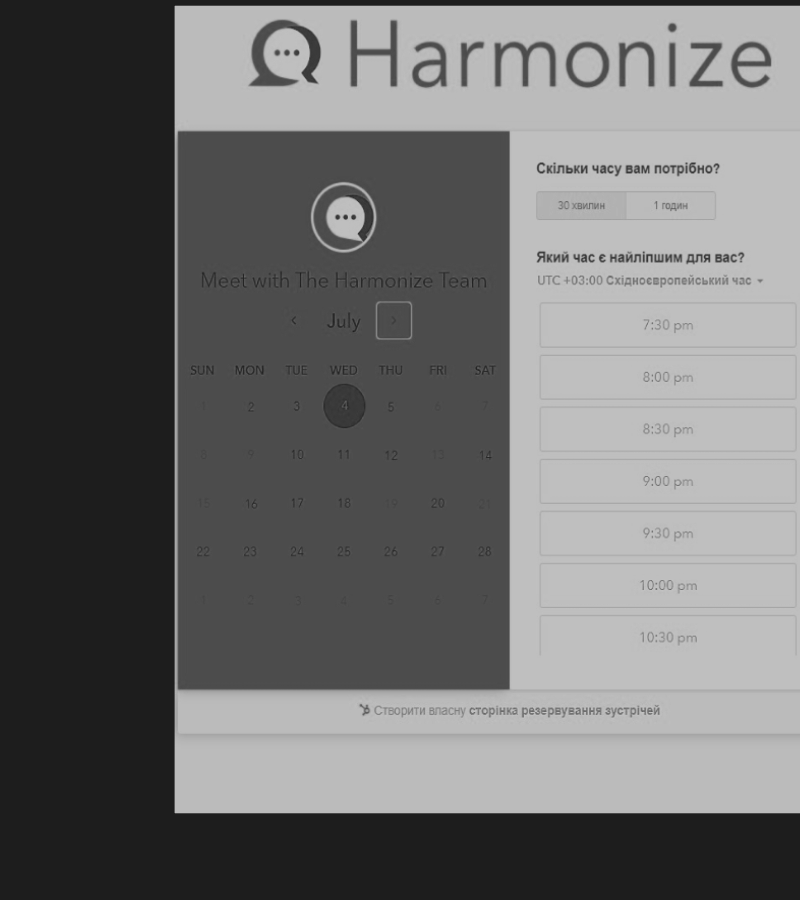 Harmonize
Meet with The Harmonize Team
July
SUN MON TUE WED THU FRI SAT
1 2 3 4 5 6 7
8 9 10 11 12 13 14
15 16 17 18 19 20 21
22 23 24 25 26 27 28
1 2 3 4 5 6 7
Скільки часу вам потрібно?
30 хвилин 1 годин
Який час є найліпшим для вас?
UTC +03:00 Східноєвропейський час
7:30 pm
8:00 pm
8:30 pm
9:00 pm
9:30 pm
10:00 pm
10:30 pm
Створити власну сторінка резервування зустрічей